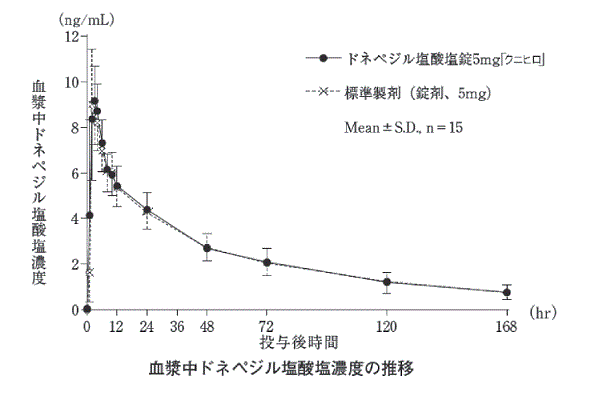 (ng/mL)
12
10
8
6
4
2
0
血漿中ドネペジル塩酸塩濃度
ドネペジル塩酸塩錠5mg「クニヒロ」
標準製剤（錠剤、5mg）
Mean±S.D., n=15
0 12 24 36 48 72 120 168 (hr)
投与後時間
血漿中ドネペジル塩酸塩濃度の推移